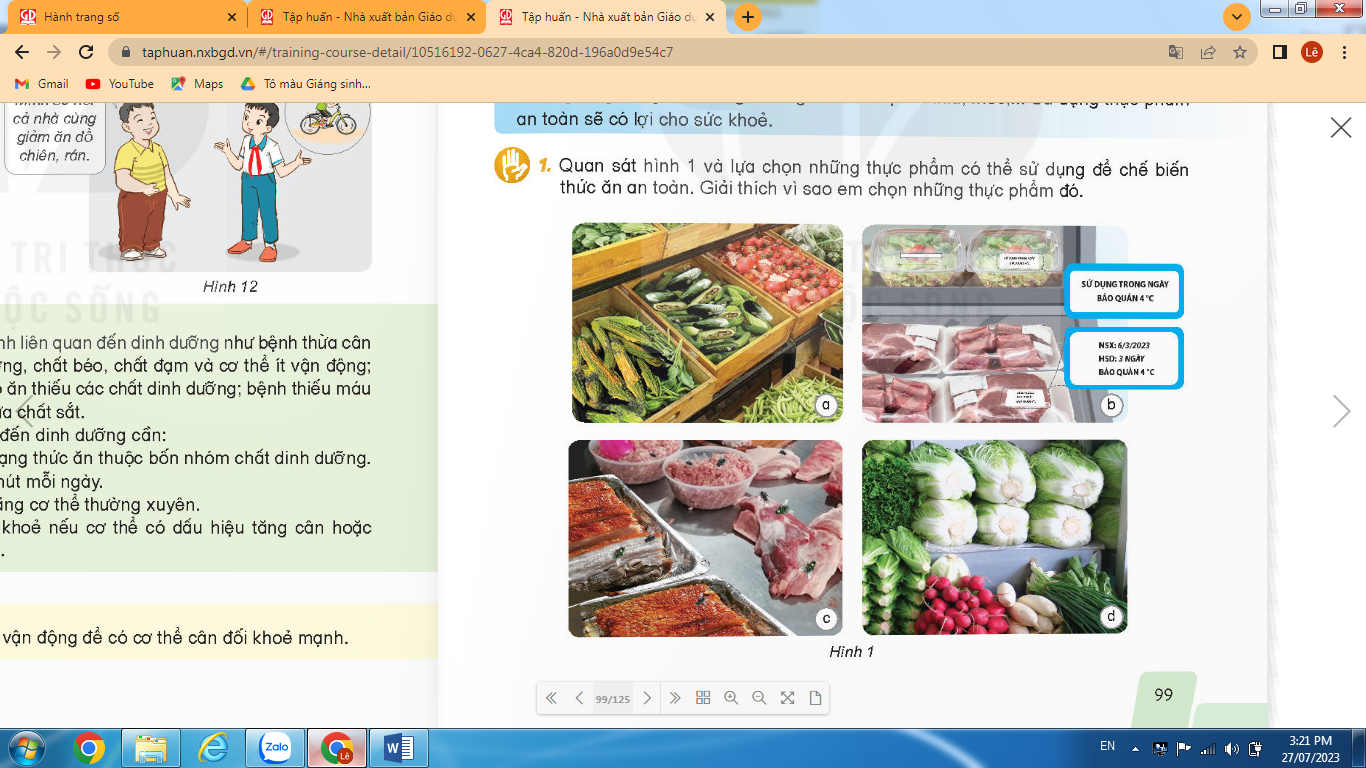 Hành trang số
Tập huấn - Nhà xuất bản Giáo dụ
Tập huấn - Nhà xuất bản Giáo dụ
taphuan.nxbgd.vn/#/training-course-detail/10516192-0627-4ca4-820d-196a0d9e54c7
Lê
Gmail
YouTube
Maps
Tô màu Giáng sinh...
cả nhà cùng
giảm ăn đồ
chiên, rán.
Hình 12
TRI THỨC
UỘC SỐNG
nh liên quan đến dinh dưỡng như bệnh thừa cân
ng, chất béo, chất đạm và cơ thể ít vận động;
ăn thiếu các chất dinh dưỡng; bệnh thiếu máu
a chất sắt.
đến dinh dưỡng cần:
ạng thức ăn thuộc bốn nhóm chất dinh dưỡng.
hút mỗi ngày.
ăng cơ thể thường xuyên.
khoẻ nếu cơ thể có dấu hiệu tăng cân hoặc
.
vận động để có cơ thể cân đối khoẻ mạnh.
an toàn sẽ có lợi cho sức khoẻ.
1. Quan sát hình 1 và lựa chọn những thực phẩm có thể sử dụng để chế biến
thức ăn an toàn. Giải thích vì sao em chọn những thực phẩm đó.
a
SỬ DỤNG TRONG NGÀY
BẢO QUẢN 4 °C
NSX: 6/3/2023
HSD: 3 NGÀY
BẢO QUẢN 4 °C
b
c
d
Hình 1
99/125
99
Zalo
Lê
EN
3:21 PM
27/07/2023